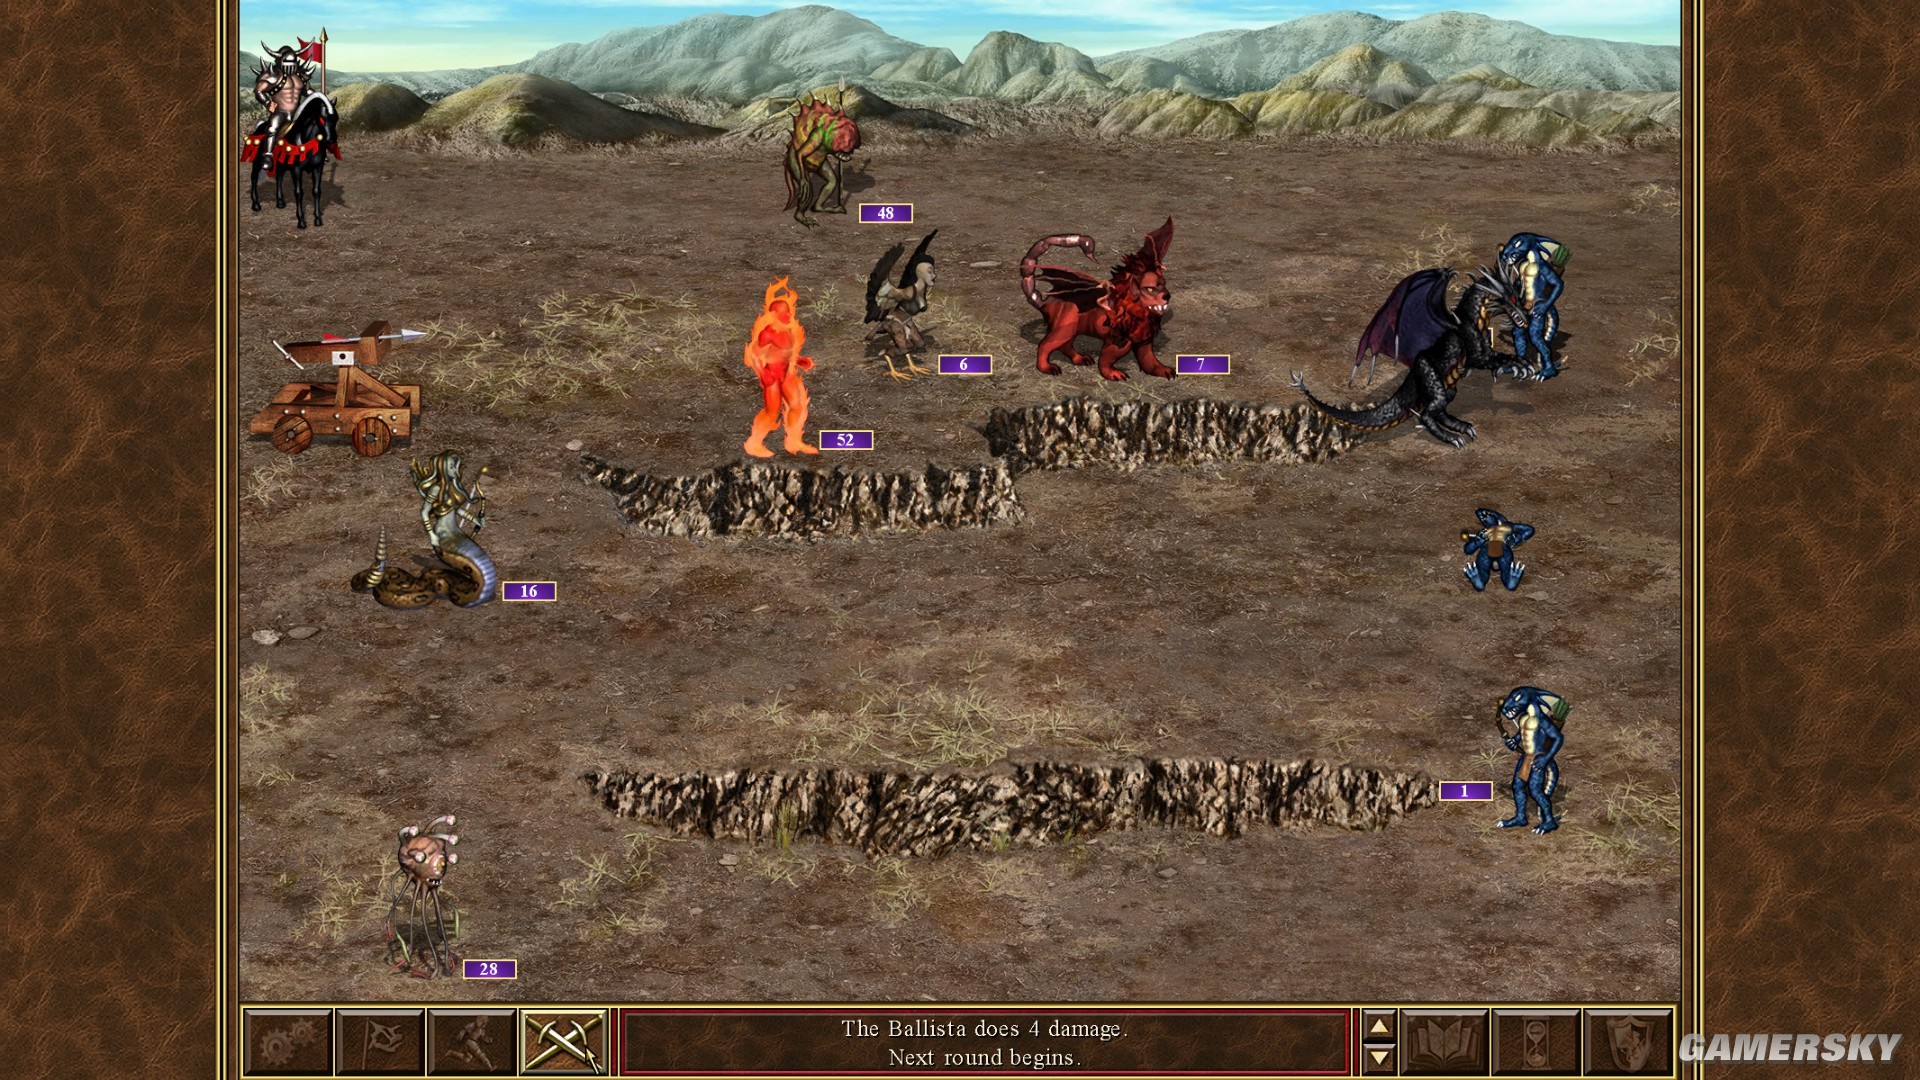 48
6
7
52
16
1
28
The Ballista does 4 damage.
Next round begins.
GAMERSKY